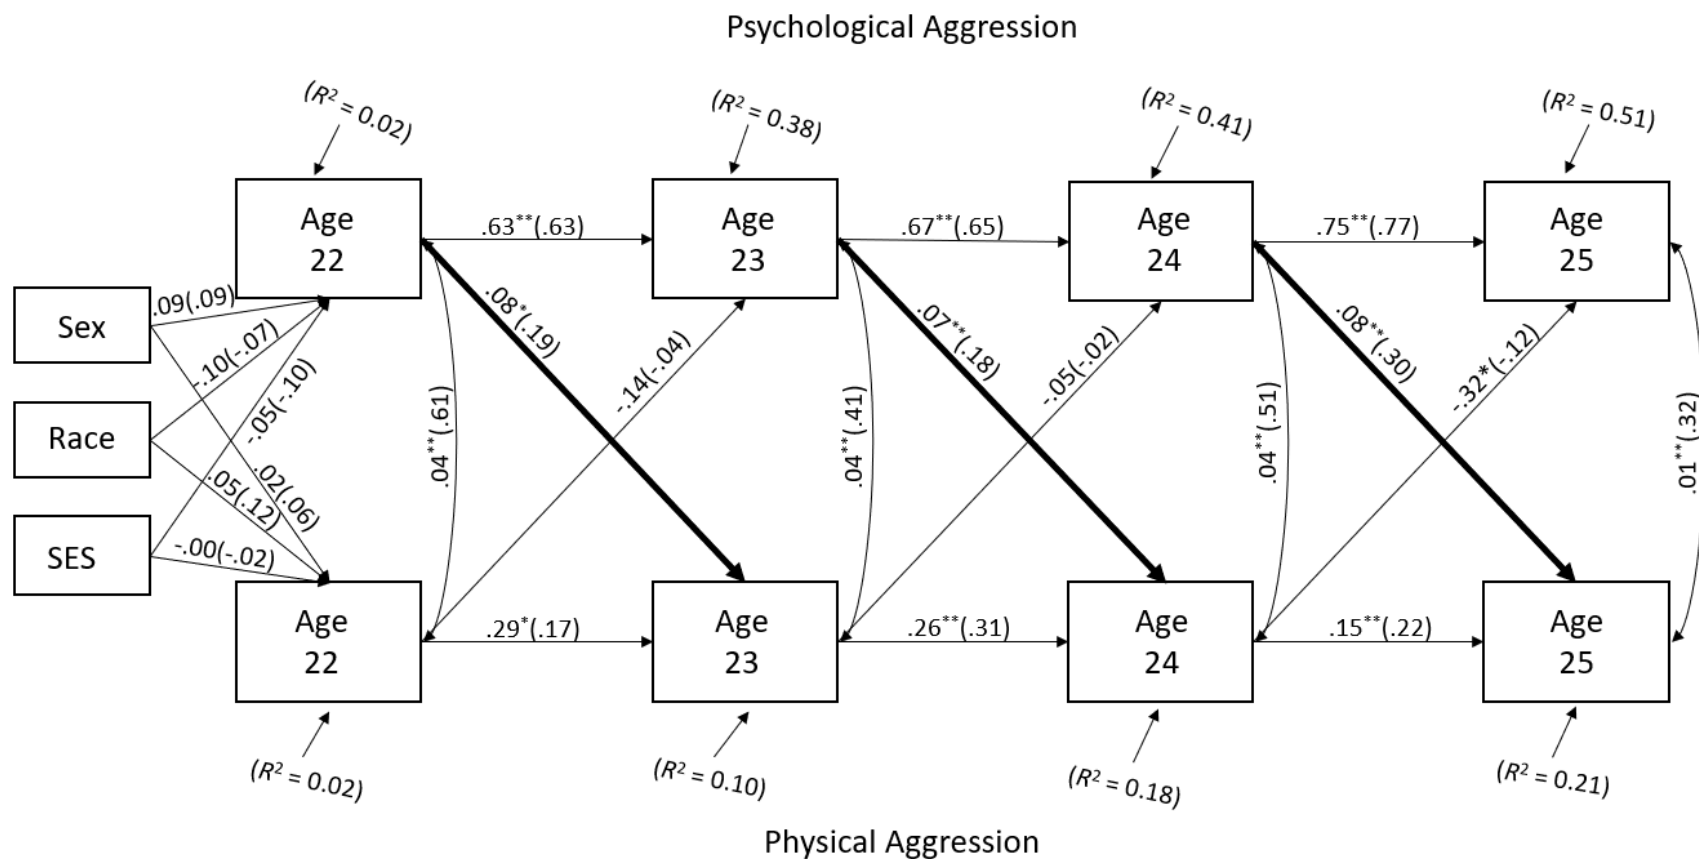 Psychological Aggression
(R² = 0.02)
(R² = 0.38)
(R² = 0.41)
(R² = 0.51)
Age
22
Age
23
Age
24
Age
25
.63**(.63)
.67**(.65)
.75**(.77)
Sex
Race
SES
.09(.09)
-.10(-.07)
-.05(-.10)
.02(.06)
.05(.12)
-.00(-.02)
.08*(.19)
-.14(-.04)
.04**(.61)
.07**(.18)
-.05(-.02)
.04**(.41)
.08**(.30)
-.32*(-.12)
.04**(.51)
.01**(.32)
Age
22
Age
23
Age
24
Age
25
.29*(.17)
.26**(.31)
.15**(.22)
(R² = 0.02)
(R² = 0.10)
(R² = 0.18)
(R² = 0.21)
Physical Aggression